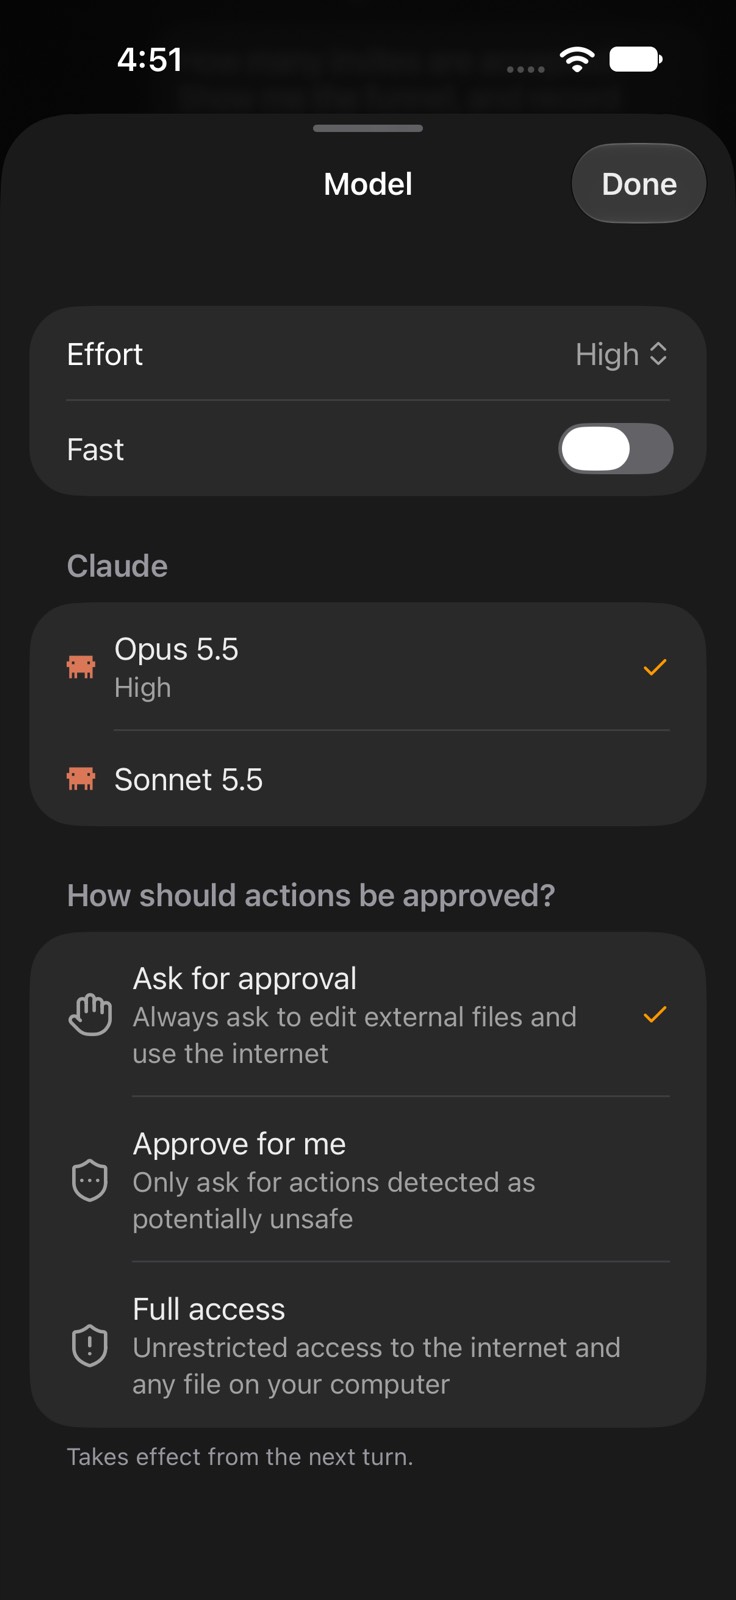 4:51
Model
Done
Effort
High
Fast
Claude
Opus 5.5
High
Sonnet 5.5
How should actions be approved?
Ask for approval
Always ask to edit external files and
use the internet
Approve for me
Only ask for actions detected as
potentially unsafe
Full access
Unrestricted access to the internet and
any file on your computer
Takes effect from the next turn.